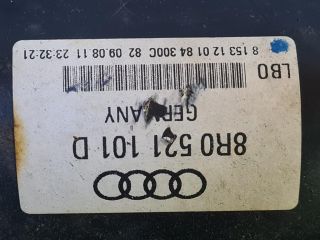 8R0 521 101 D
GERMANY
LBO
8 153 12 01 84 300C 82 09.08 11 23:32:21